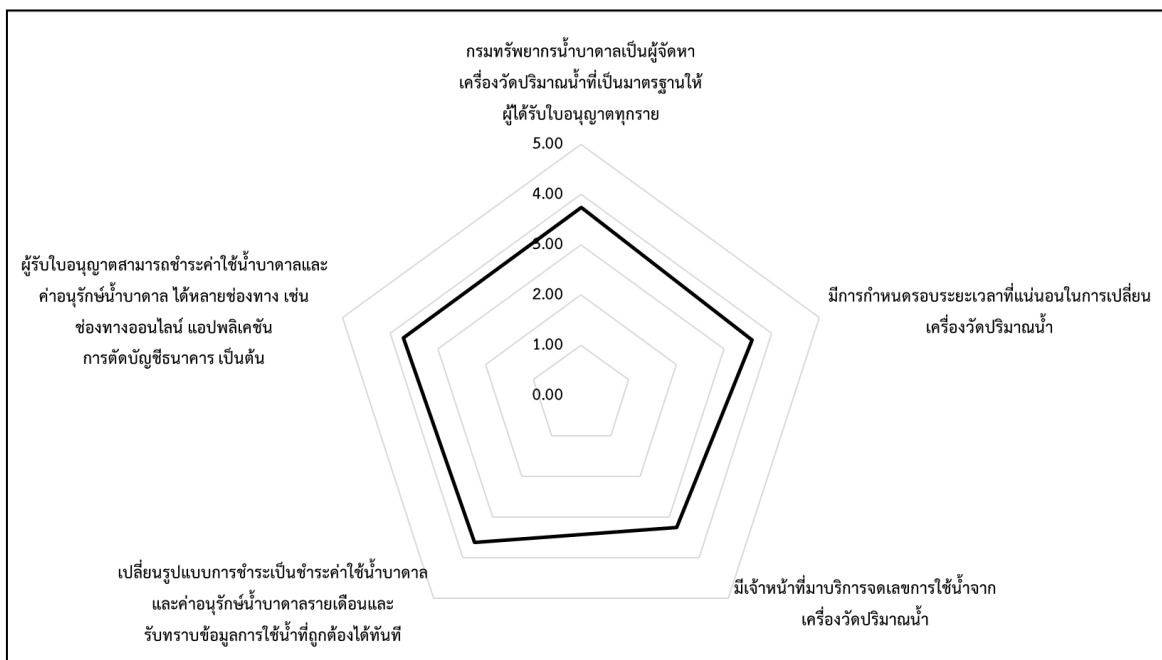 กรมทรัพยากรน้ำบาดาลเป็นผู้จัดหา
เครื่องวัดปริมาณน้ำที่เป็นมาตรฐานให้
ผู้ได้รับใบอนุญาตทุกราย
5.00
4.00
3.00
2.00
1.00
0.00
มีการกำหนดรอบระยะเวลาที่แน่นอนในการเปลี่ยน
เครื่องวัดปริมาณน้ำ
มีเจ้าหน้าที่มาบริการจดเลขการใช้น้ำจาก
เครื่องวัดปริมาณน้ำ
เปลี่ยนรูปแบบการชำระเป็นชำระค่าใช้น้ำบาดาล
และค่าอนุรักษ์น้ำบาดาลรายเดือนและ
รับทราบข้อมูลการใช้น้ำที่ถูกต้องได้ทันที
ผู้รับใบอนุญาตสามารถชำระค่าใช้น้ำบาดาลและ
ค่าอนุรักษ์น้ำบาดาล ได้หลายช่องทาง เช่น
ช่องทางออนไลน์ แอปพลิเคชัน
การตัดบัญชีธนาคาร เป็นต้น